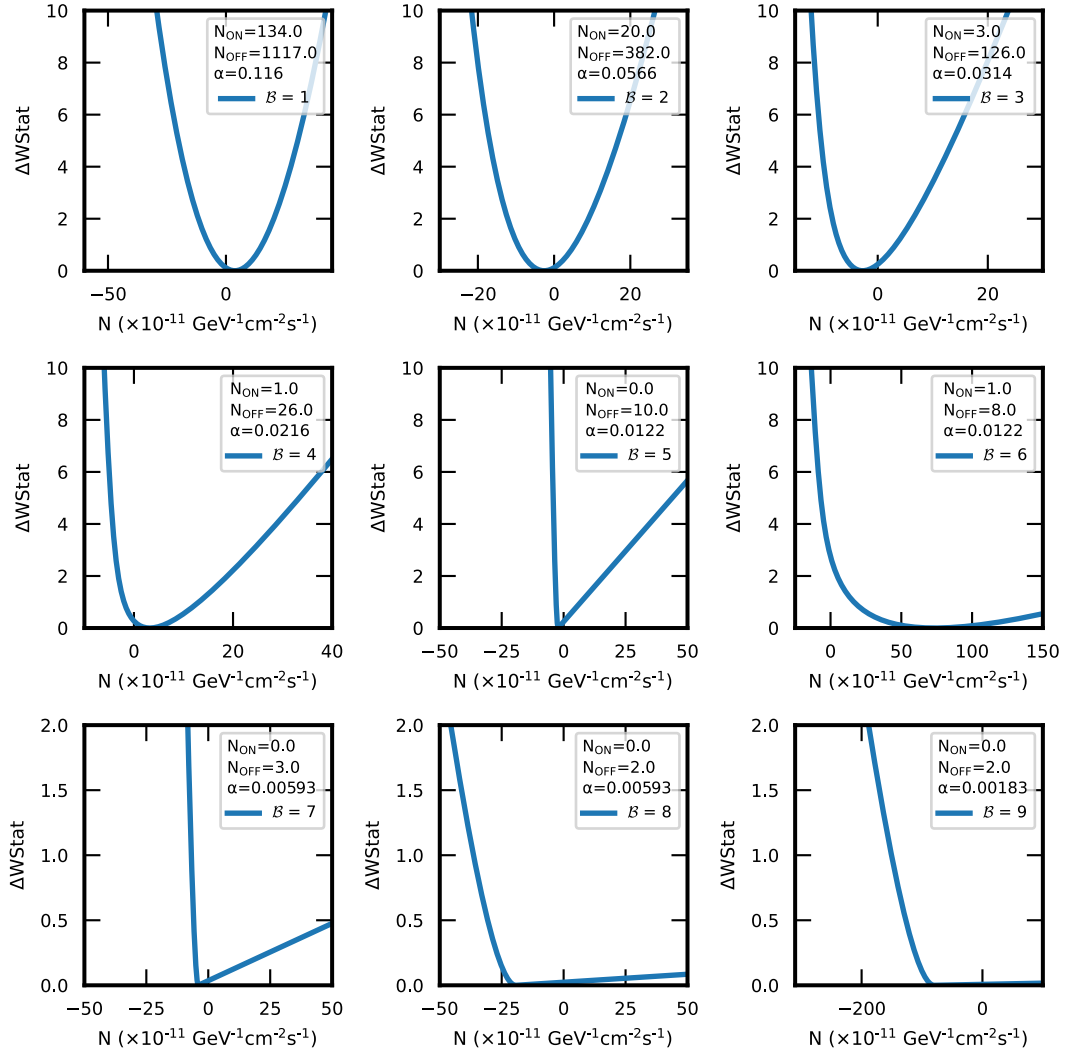 10
8
6
4
2
0
ΔWStat
N_ON=134.0
N_OFF=1117.0
α=0.116
ℬ = 1
−50 0
N (×10⁻¹¹ GeV⁻¹cm⁻²s⁻¹)
10
8
6
4
2
0
ΔWStat
N_ON=20.0
N_OFF=382.0
α=0.0566
ℬ = 2
−20 0 20
N (×10⁻¹¹ GeV⁻¹cm⁻²s⁻¹)
10
8
6
4
2
0
ΔWStat
N_ON=3.0
N_OFF=126.0
α=0.0314
ℬ = 3
0 20
N (×10⁻¹¹ GeV⁻¹cm⁻²s⁻¹)
10
8
6
4
2
0
ΔWStat
N_ON=1.0
N_OFF=26.0
α=0.0216
ℬ = 4
0 20 40
N (×10⁻¹¹ GeV⁻¹cm⁻²s⁻¹)
10
8
6
4
2
0
ΔWStat
N_ON=0.0
N_OFF=10.0
α=0.0122
ℬ = 5
−50 −25 0 25 50
N (×10⁻¹¹ GeV⁻¹cm⁻²s⁻¹)
10
8
6
4
2
0
ΔWStat
N_ON=1.0
N_OFF=8.0
α=0.0122
ℬ = 6
0 50 100 150
N (×10⁻¹¹ GeV⁻¹cm⁻²s⁻¹)
2.0
1.5
1.0
0.5
0.0
ΔWStat
N_ON=0.0
N_OFF=3.0
α=0.00593
ℬ = 7
−50 −25 0 25 50
N (×10⁻¹¹ GeV⁻¹cm⁻²s⁻¹)
2.0
1.5
1.0
0.5
0.0
ΔWStat
N_ON=0.0
N_OFF=2.0
α=0.00593
ℬ = 8
−50 −25 0 25 50
N (×10⁻¹¹ GeV⁻¹cm⁻²s⁻¹)
2.0
1.5
1.0
0.5
0.0
ΔWStat
N_ON=0.0
N_OFF=2.0
α=0.00183
ℬ = 9
−200 0
N (×10⁻¹¹ GeV⁻¹cm⁻²s⁻¹)